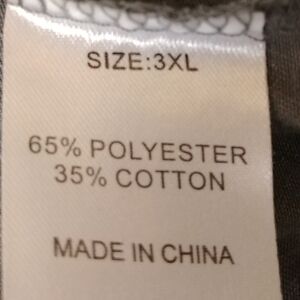 SIZE:3XL
65% POLYESTER
35% COTTON
MADE IN CHINA